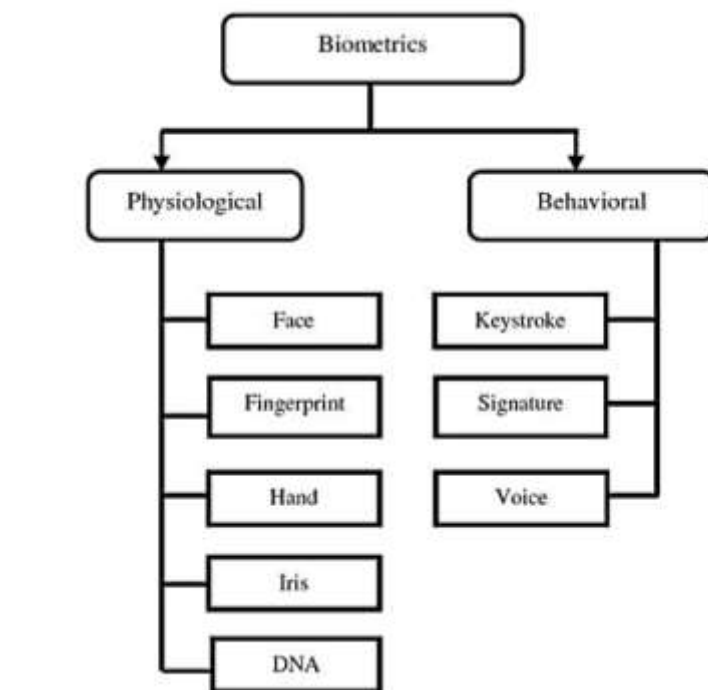 Biometrics
Physiological
Behavioral
Face
Keystroke
Fingerprint
Signature
Hand
Voice
Iris
DNA